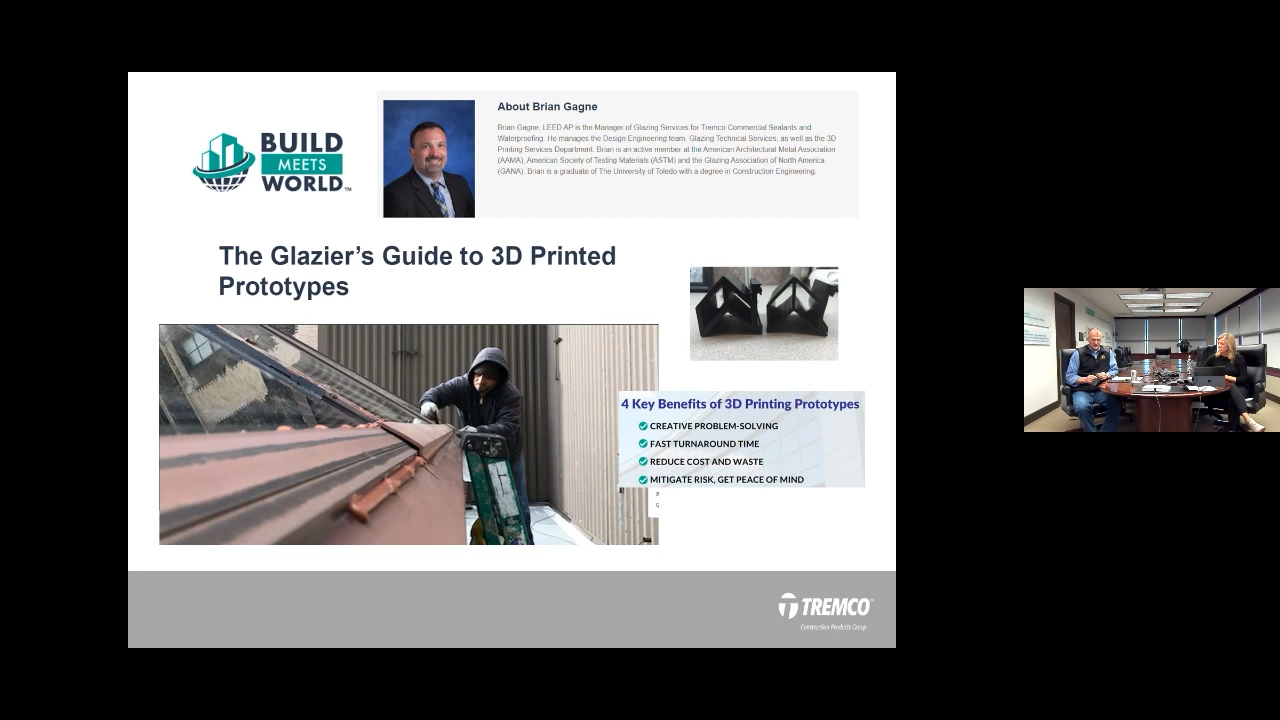 BUILD
MEETS
WORLD™
About Brian Gagne
Brian Gagne, LEED AP is the Manager of Glazing Services for Tremco Commercial Sealants and
Waterproofing. He manages the Design Engineering team, Glazing Technical Services, as well as the 3D
Printing Services Department. Brian is an active member at the American Architectural Metal Association
(AAMA), American Society of Testing Materials (ASTM) and the Glazing Association of North America
(GANA). Brian is a graduate of The University of Toledo with a degree in Construction Engineering.
The Glazier’s Guide to 3D Printed
Prototypes
4 Key Benefits of 3D Printing Prototypes
CREATIVE PROBLEM-SOLVING
FAST TURNAROUND TIME
REDUCE COST AND WASTE
MITIGATE RISK, GET PEACE OF MIND
TREMCO™
Construction Products Group